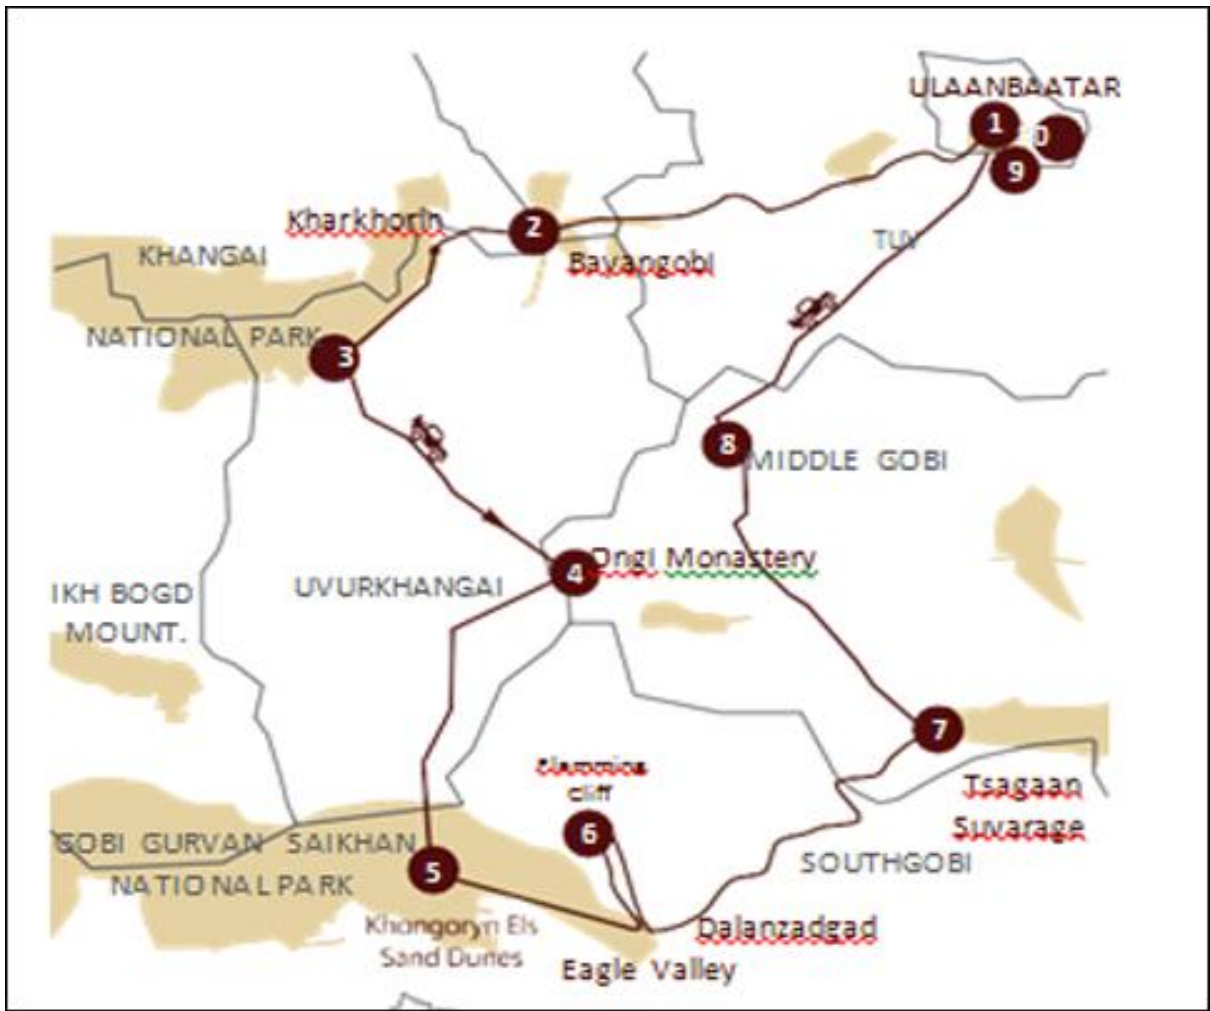 ULAANBAATAR
1
0
9
Kharkhorin
2
KHANGAI
Bayangobi
TUV
NATIONAL PARK
3
8
MIDDLE GOBI
Ongi Monastery
4
UVURKHANGAI
IKH BOGD
MOUNT.
7
cliff
Tsagaan
Suvarage
6
GOBI GURVAN SAIKHAN
SOUTHGOBI
5
NATIONAL PARK
Khongoryn Els
Sand Dunes
Dalanzadgad
Eagle Valley